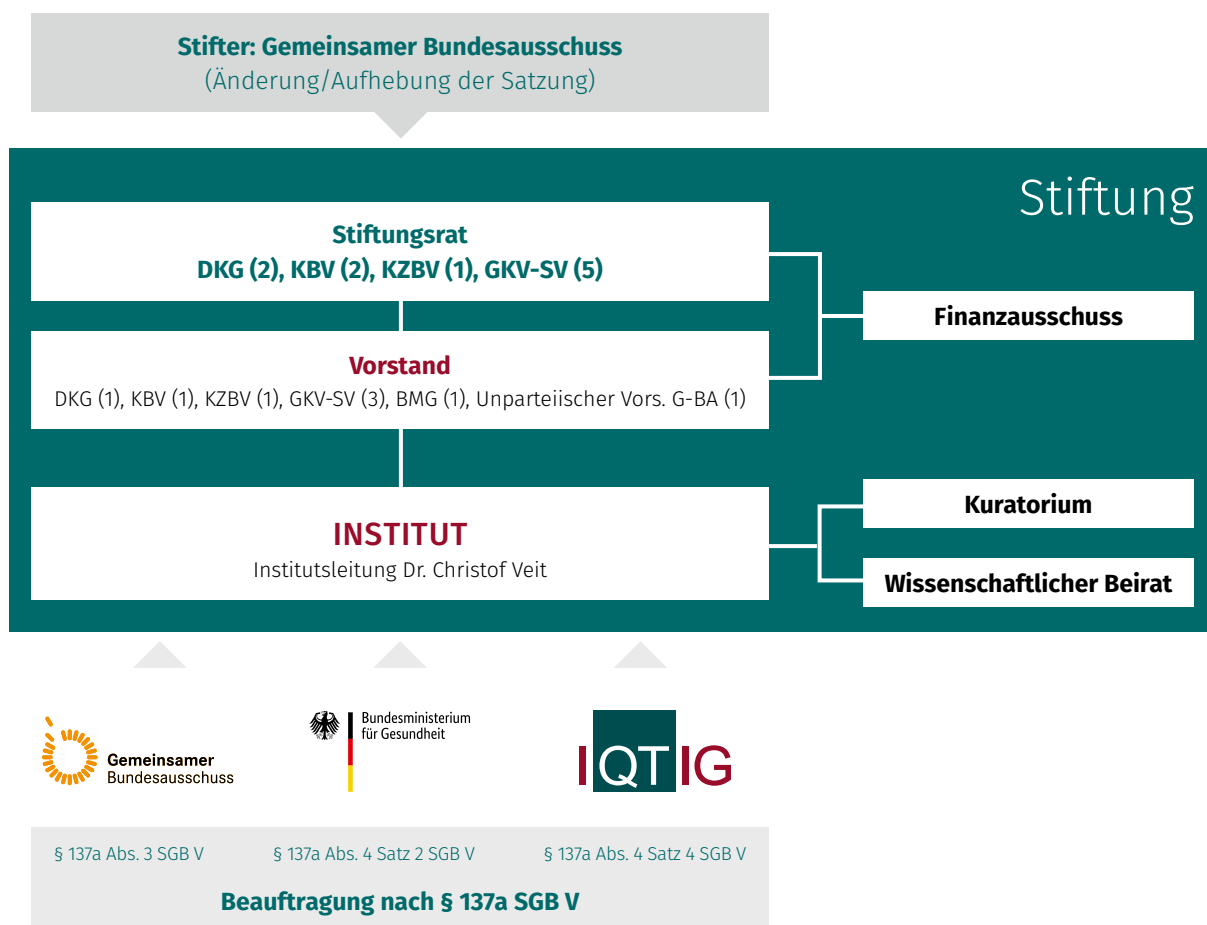 Stifter: Gemeinsamer Bundesausschuss
(Änderung/Aufhebung der Satzung)
Stiftung
Stiftungsrat
DKG (2), KBV (2), KZBV (1), GKV-SV (5)
Finanzausschuss
Vorstand
DKG (1), KBV (1), KZBV (1), GKV-SV (3), BMG (1), Unparteiischer Vors. G-BA (1)
INSTITUT
Institutsleitung Dr. Christof Veit
Kuratorium
Wissenschaftlicher Beirat
Gemeinsamer
Bundesausschuss
Bundesministerium
für Gesundheit
IQTIG
§ 137a Abs. 3 SGB V
§ 137a Abs. 4 Satz 2 SGB V
§ 137a Abs. 4 Satz 4 SGB V
Beauftragung nach § 137a SGB V